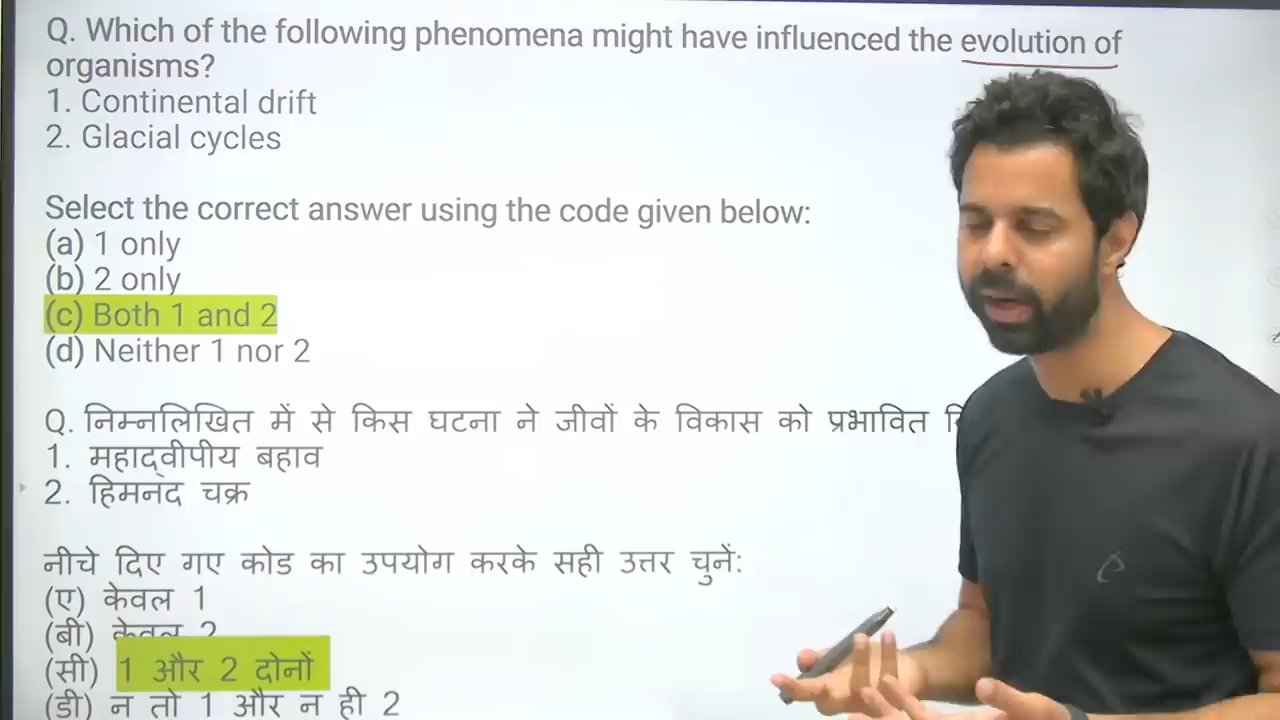 Q. Which of the following phenomena might have influenced the evolution of
organisms?
1. Continental drift
2. Glacial cycles
Select the correct answer using the code given below:
(a) 1 only
(b) 2 only
(c) Both 1 and 2
(d) Neither 1 nor 2
Q. निम्नलिखित में से किस घटना ने जीवों के विकास को प्रभावित
1. महाद्वीपीय बहाव
2. हिमनद चक्र
नीचे दिए गए कोड का उपयोग करके सही उत्तर चुनें:
(ए) केवल 1
(बी) केवल 2
(सी) 1 और 2 दोनों
(डी) न तो 1 और न ही 2